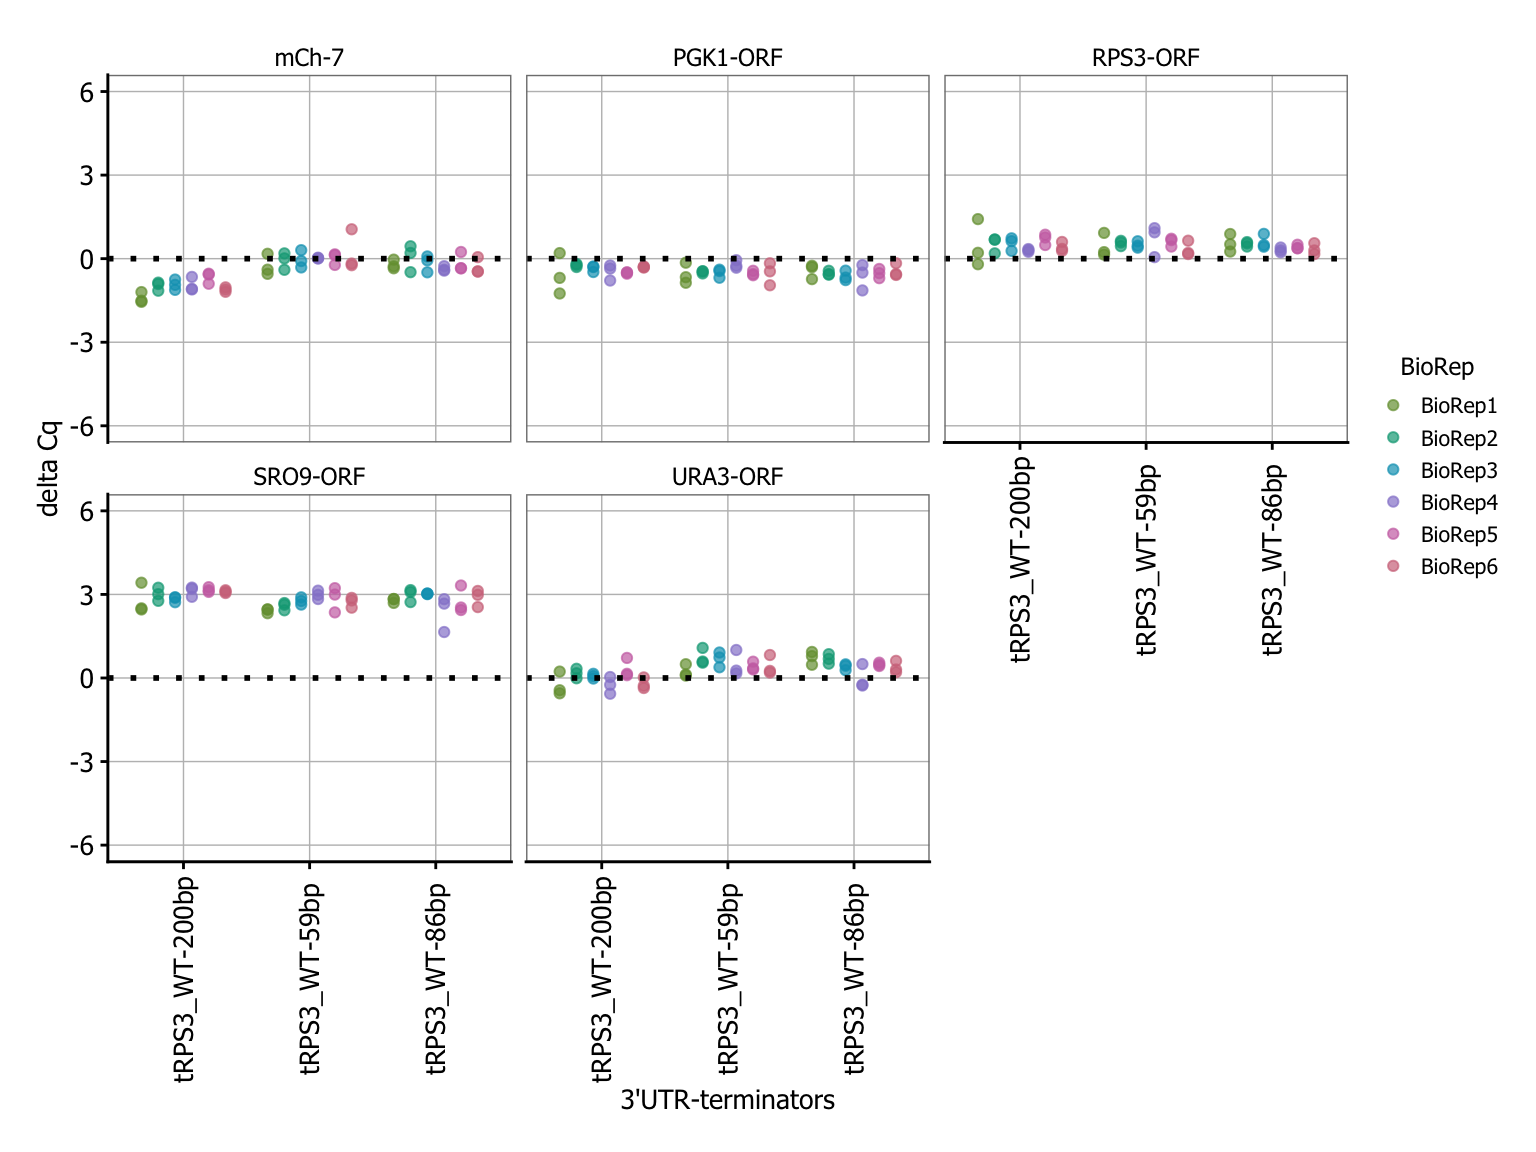 mCh-7
PGK1-ORF
RPS3-ORF
6
3
0
-3
-6
delta Cq
tRPS3_WT-200bp
tRPS3_WT-59bp
tRPS3_WT-86bp
BioRep
BioRep1
BioRep2
BioRep3
BioRep4
BioRep5
BioRep6
SRO9-ORF
URA3-ORF
6
3
0
-3
-6
tRPS3_WT-200bp
tRPS3_WT-59bp
tRPS3_WT-86bp
tRPS3_WT-200bp
tRPS3_WT-59bp
tRPS3_WT-86bp
3'UTR-terminators